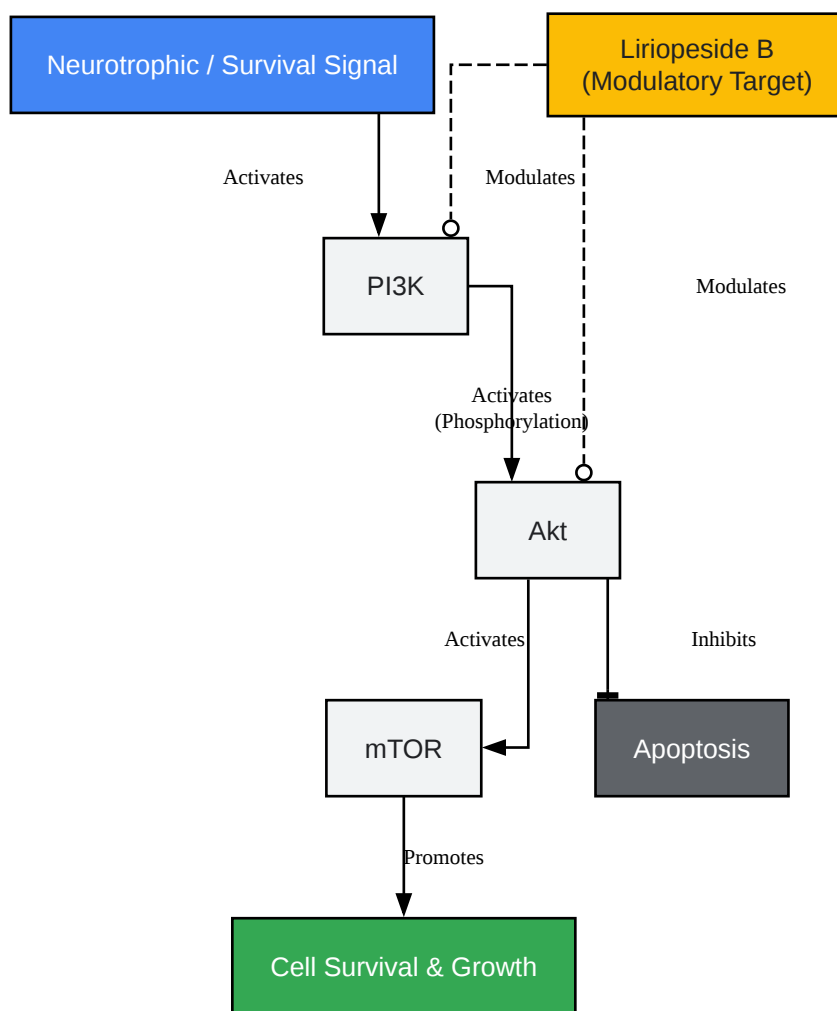 Neurotrophic / Survival Signal
Liriopeside B
(Modulatory Target)
Activates
Modulates
PI3K
Modulates
Activates
(Phosphorylation)
Akt
Activates
Inhibits
mTOR
Apoptosis
Promotes
Cell Survival & Growth